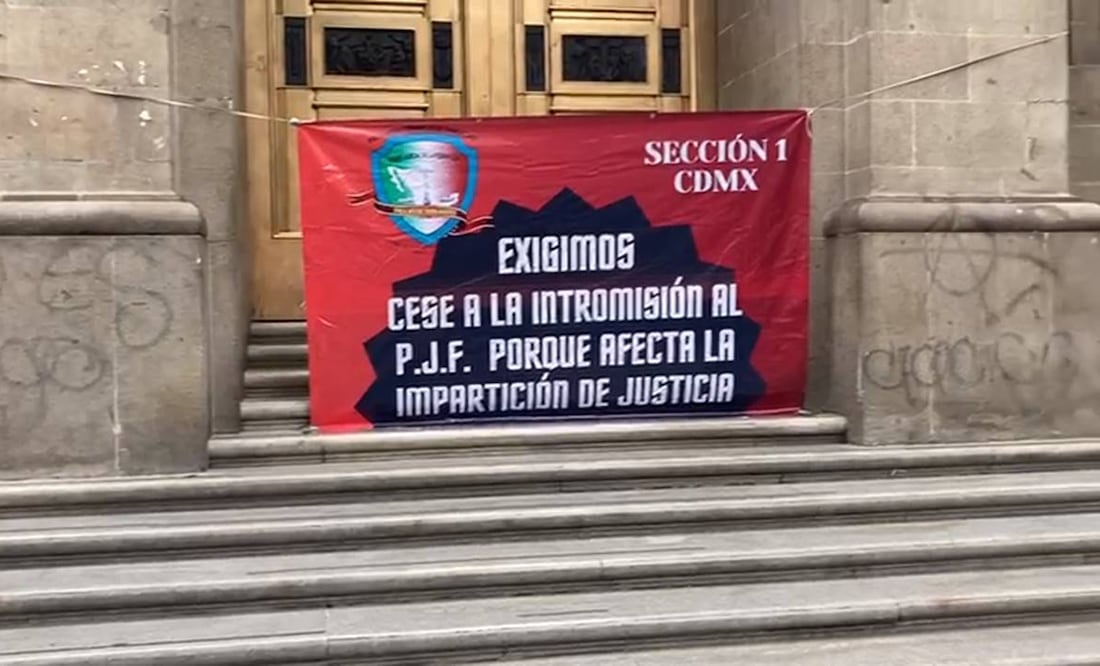 SECCIÓN 1
CDMX
EXIGIMOS
CESE A LA INTROMISIÓN AL
P.J.F. PORQUE AFECTA LA
IMPARTICIÓN DE JUSTICIA